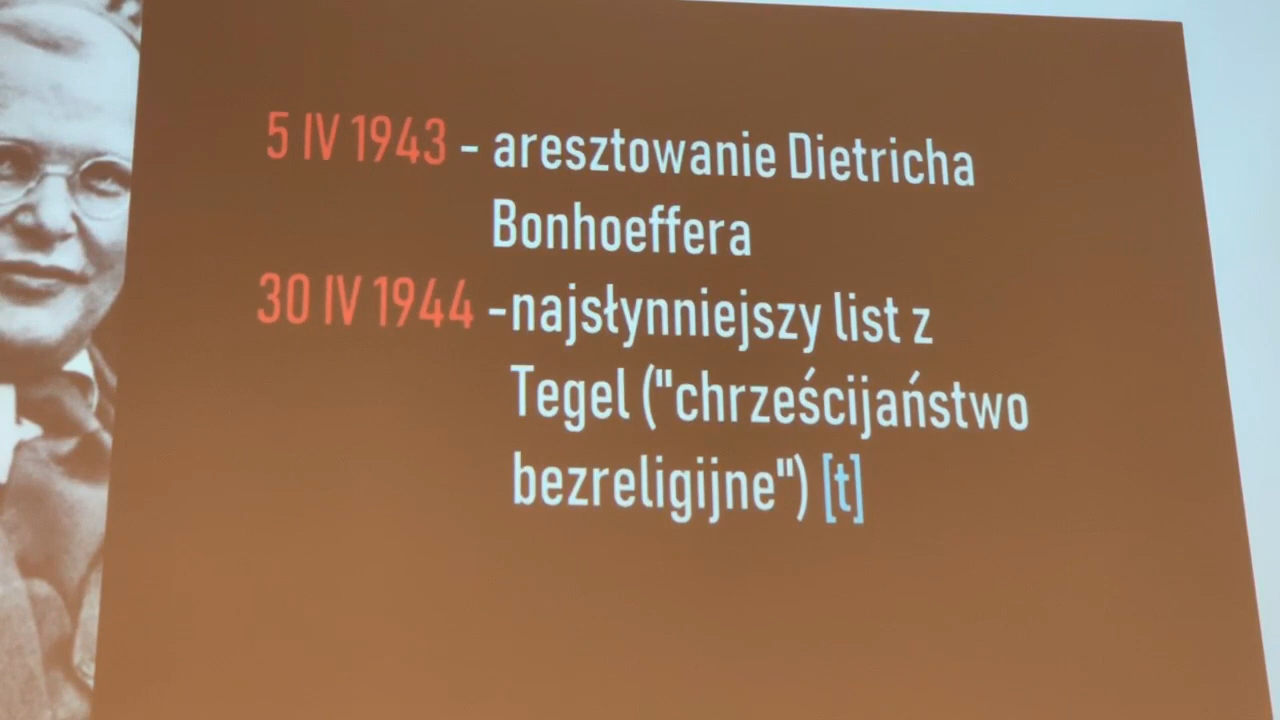 5 IV 1943 - aresztowanie Dietricha
Bonhoeffera
30 IV 1944 -najsłynniejszy list z
Tegel ("chrześcijaństwo
bezreligijne") [t]